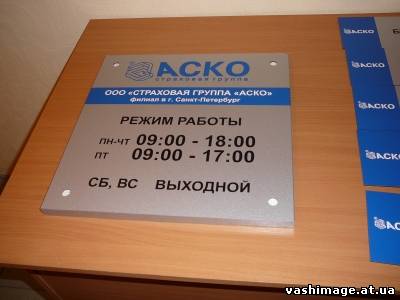 АСКО
страховая группа
ООО «СТРАХОВАЯ ГРУППА «АСКО»
филиал в г. Санкт-Петербург
РЕЖИМ РАБОТЫ
ПН-ЧТ 09:00 - 18:00
ПТ 09:00 - 17:00
СБ, ВС ВЫХОДНОЙ
АСКО
АСКО
АСКО
vashimage.at.ua